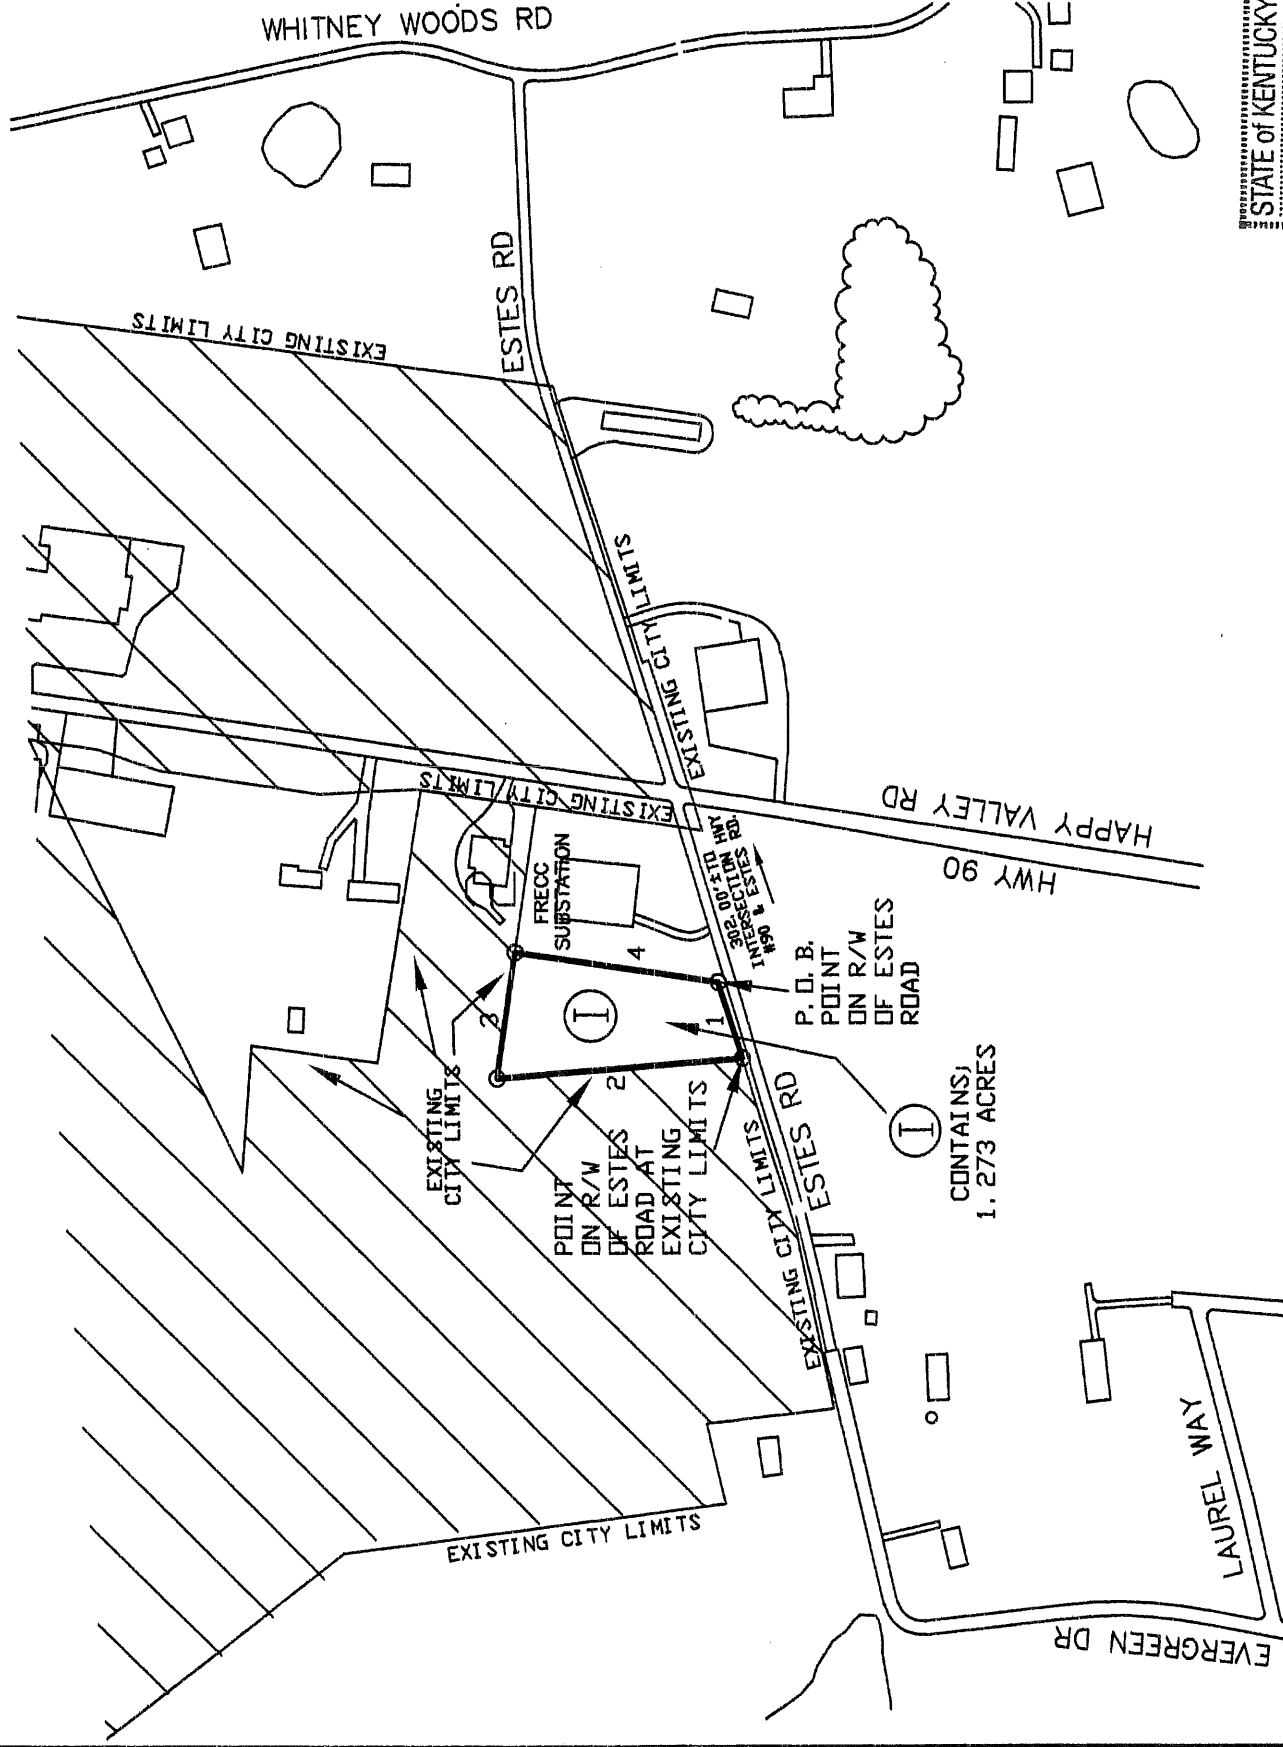 WHITNEY WOODS RD
STATE of KENTUCKY
ESTES RD
EXISTING CITY LIMITS
EXISTING CITY LIMITS
EXISTING CITY LIMITS
HAPPY VALLEY RD
HWY 90
FRECC
SUBSTATION
302.00'± TO
INTERSECTION HWY
#90 & ESTES RD.
P.O.B.
POINT
ON R/W
OF ESTES
ROAD
1
2
3
4
I
EXISTING
CITY LIMITS
POINT
ON R/W
OF ESTES
ROAD AT
EXISTING
CITY LIMITS
I
CONTAINS;
1.273 ACRES
ESTES RD
EXISTING CITY LIMITS
EXISTING CITY LIMITS
LAUREL WAY
EVERGREEN DR